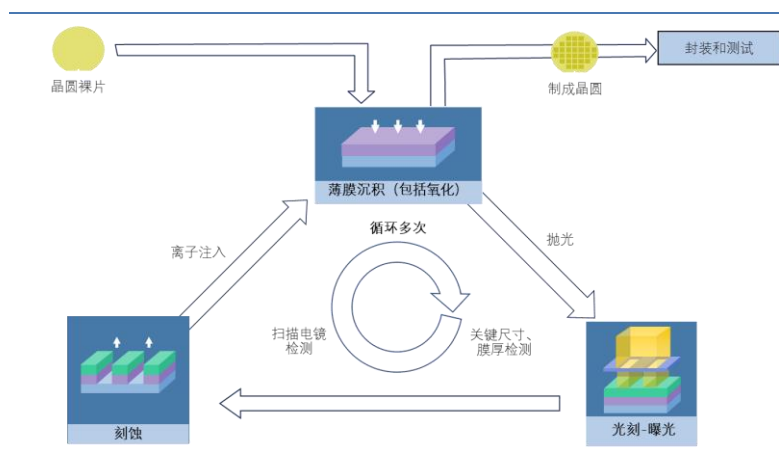 晶圆裸片
制成晶圆
封装和测试
薄膜沉积（包括氧化）
循环多次
离子注入
抛光
扫描电镜
检测
关键尺寸、
膜厚检测
刻蚀
光刻-曝光